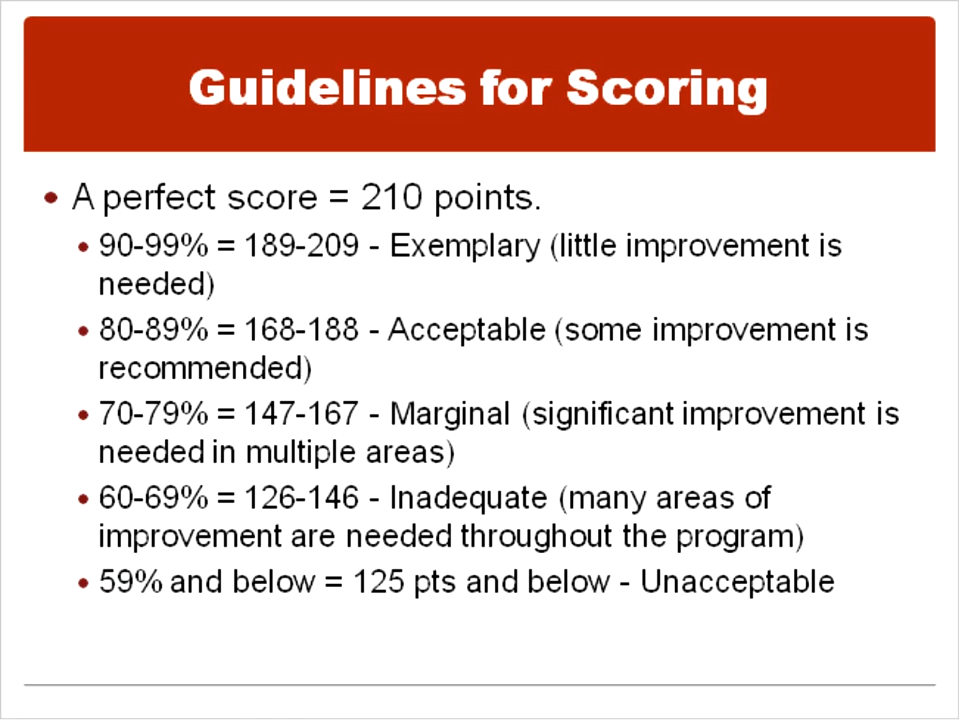 Guidelines for Scoring
• A perfect score = 210 points.
• 90-99% = 189-209 - Exemplary (little improvement is
needed)
• 80-89% = 168-188 - Acceptable (some improvement is
recommended)
• 70-79% = 147-167 - Marginal (significant improvement is
needed in multiple areas)
• 60-69% = 126-146 - Inadequate (many areas of
improvement are needed throughout the program)
• 59% and below = 125 pts and below - Unacceptable